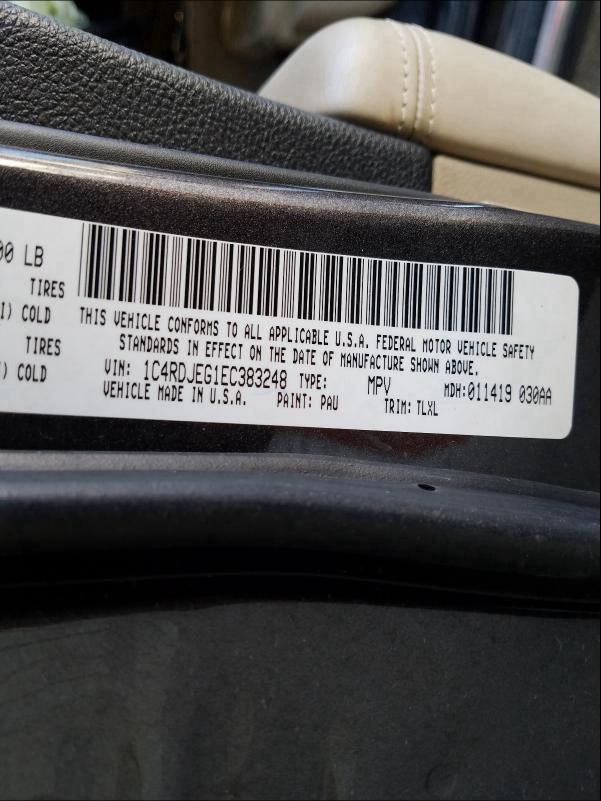 00 LB
TIRES
) COLD
TIRES
) COLD
THIS VEHICLE CONFORMS TO ALL APPLICABLE U.S.A. FEDERAL MOTOR VEHICLE SAFETY
STANDARDS IN EFFECT ON THE DATE OF MANUFACTURE SHOWN ABOVE.
VIN: 1C4RDJEG1EC383248 TYPE: MPV MDH:011419 030AA
VEHICLE MADE IN U.S.A. PAINT: PAU TRIM: TLXL